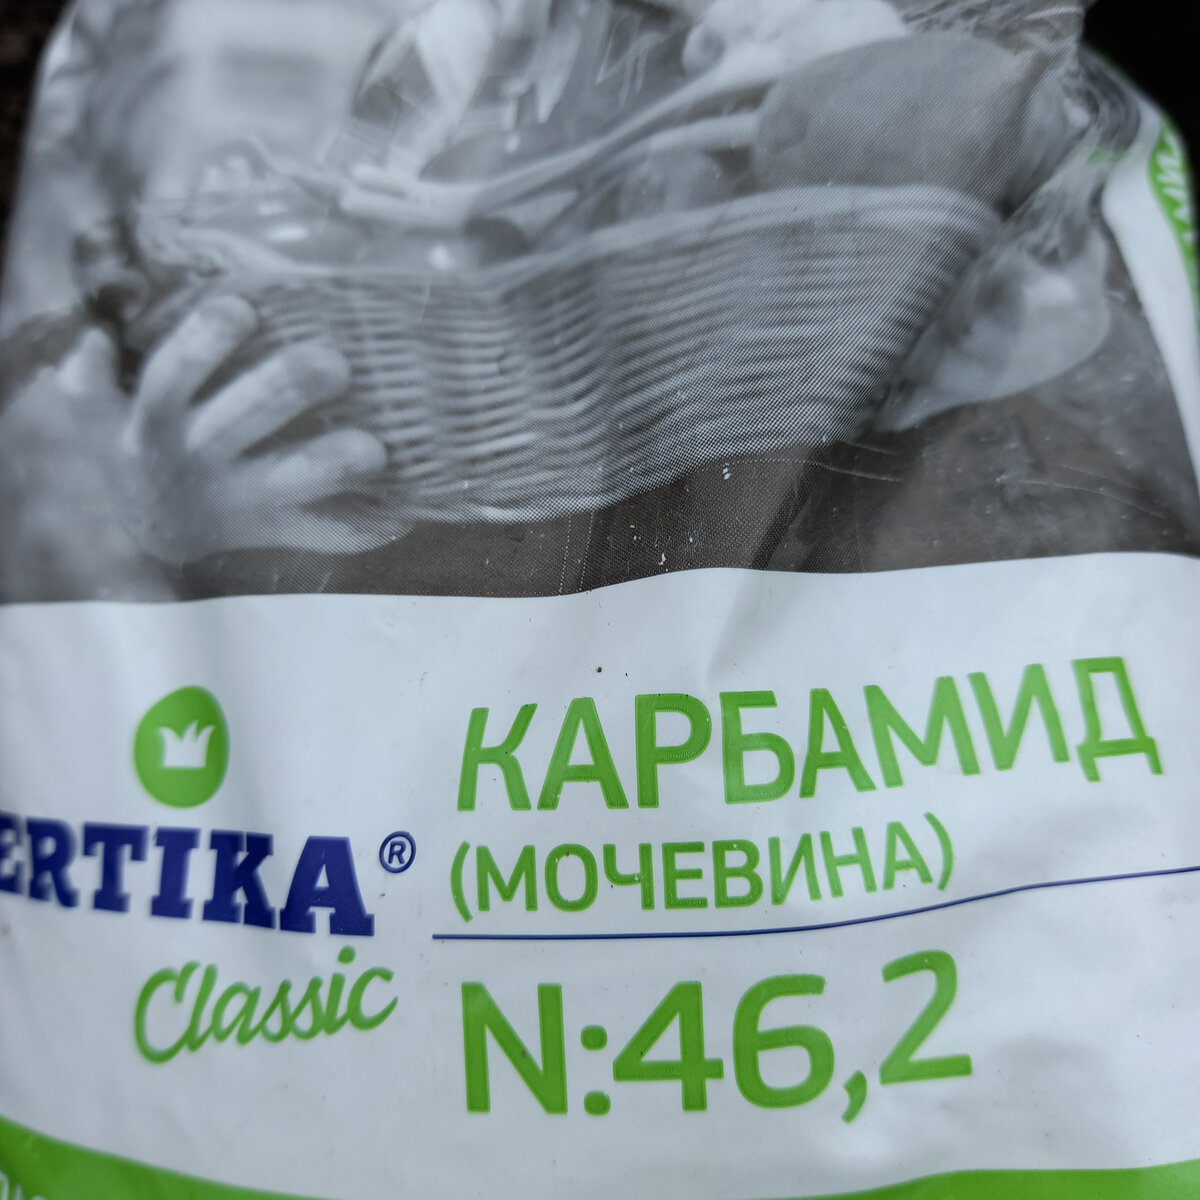 КАРБАМИД
(МОЧЕВИНА)
ERTIKA®
Classic
N:46,2